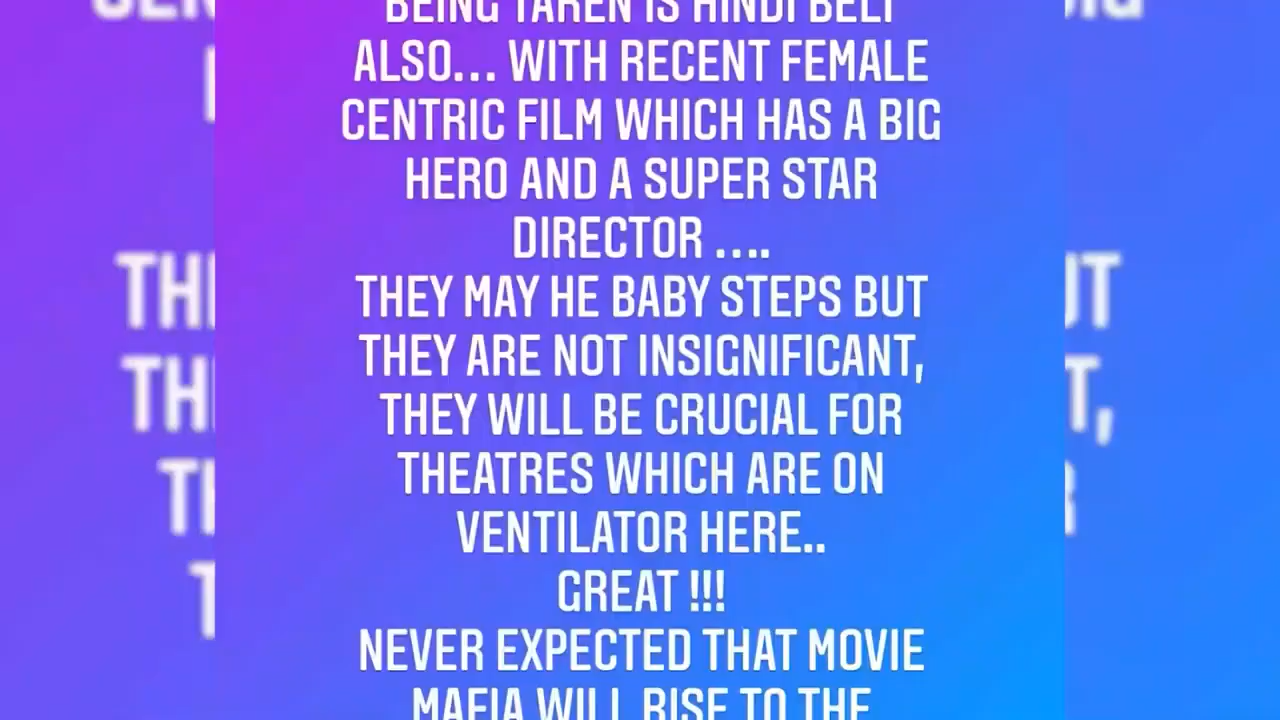 BEING TAKEN IS HINDI BELT
ALSO... WITH RECENT FEMALE
CENTRIC FILM WHICH HAS A BIG
HERO AND A SUPER STAR
DIRECTOR ....
THEY MAY HE BABY STEPS BUT
THEY ARE NOT INSIGNIFICANT,
THEY WILL BE CRUCIAL FOR
THEATRES WHICH ARE ON
VENTILATOR HERE..
GREAT !!!
NEVER EXPECTED THAT MOVIE
MAFIA WILL RISE TO THE